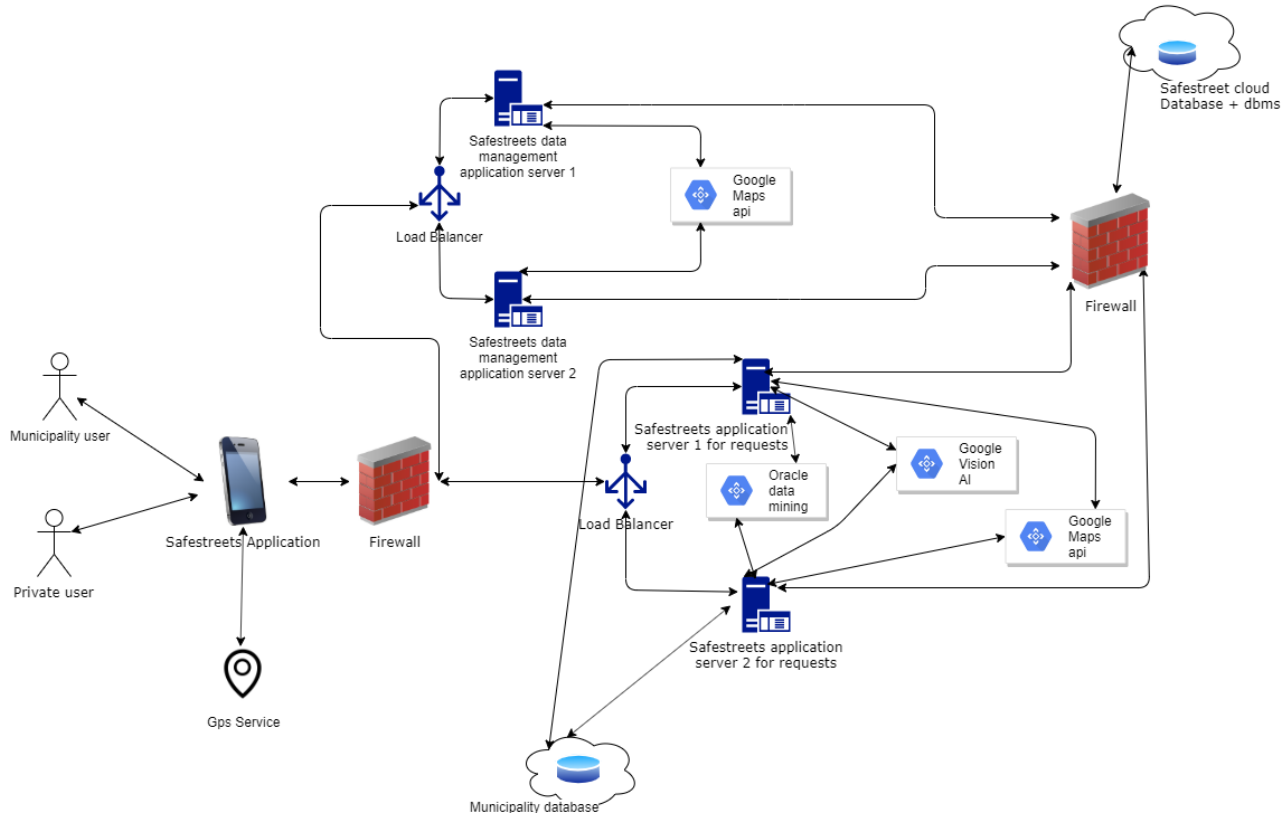 Safestreet cloud
Database + dbms
Safestreets data
management
application server 1
Google
Maps
api
Load Balancer
Firewall
Safestreets data
management
application server 2
Municipality user
Safestreets application
server 1 for requests
Google
Vision
AI
Oracle
data
mining
Load Balancer
Google
Maps
api
Safestreets Application
Firewall
Private user
Safestreets application
server 2 for requests
Gps Service
Municipality database